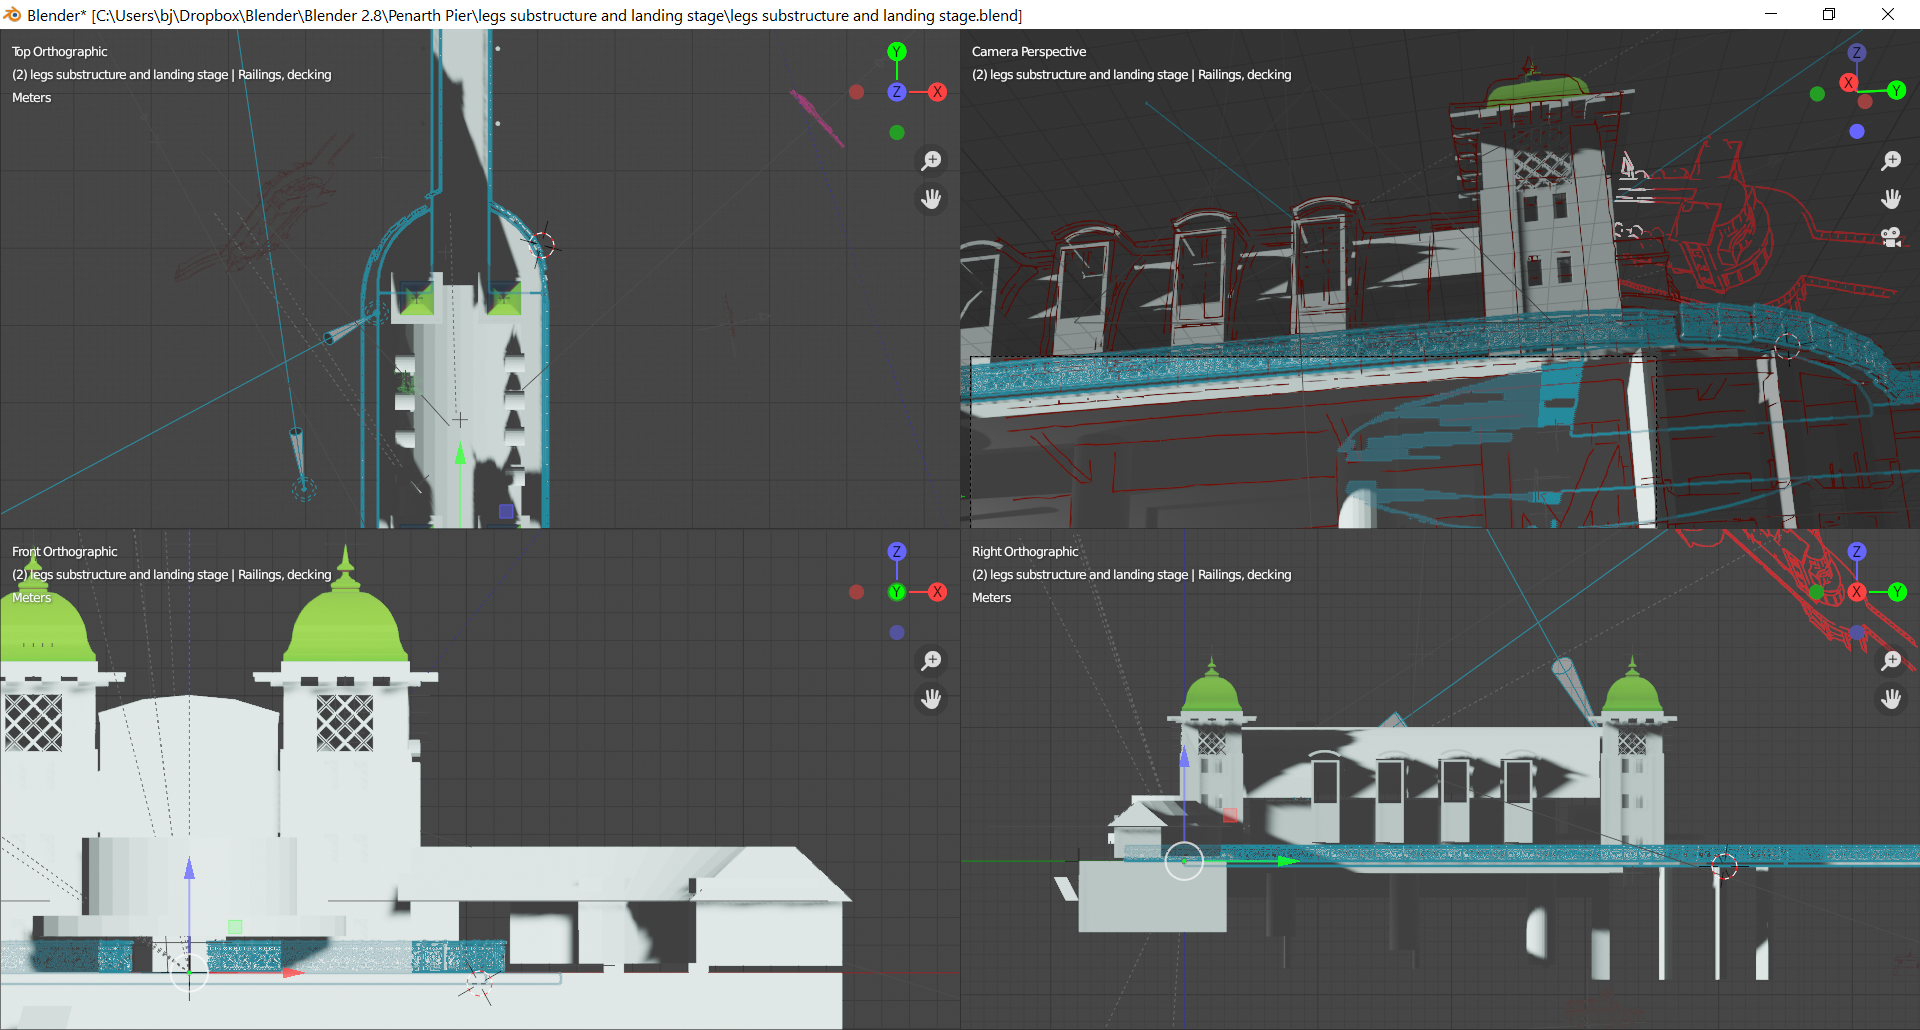 Blender* [C:\Users\bj\Dropbox\Blender\Blender 2.8\Penarth Pier\legs substructure and landing stage\legs substructure and landing stage.blend]
Top Orthographic
(2) legs substructure and landing stage | Railings, decking
Meters
Y
Z
X
Camera Perspective
(2) legs substructure and landing stage | Railings, decking
Z
X
Y
Front Orthographic
(2) legs substructure and landing stage | Railings, decking
Meters
Z
Y
X
Right Orthographic
(2) legs substructure and landing stage | Railings, decking
Meters
Z
X
Y